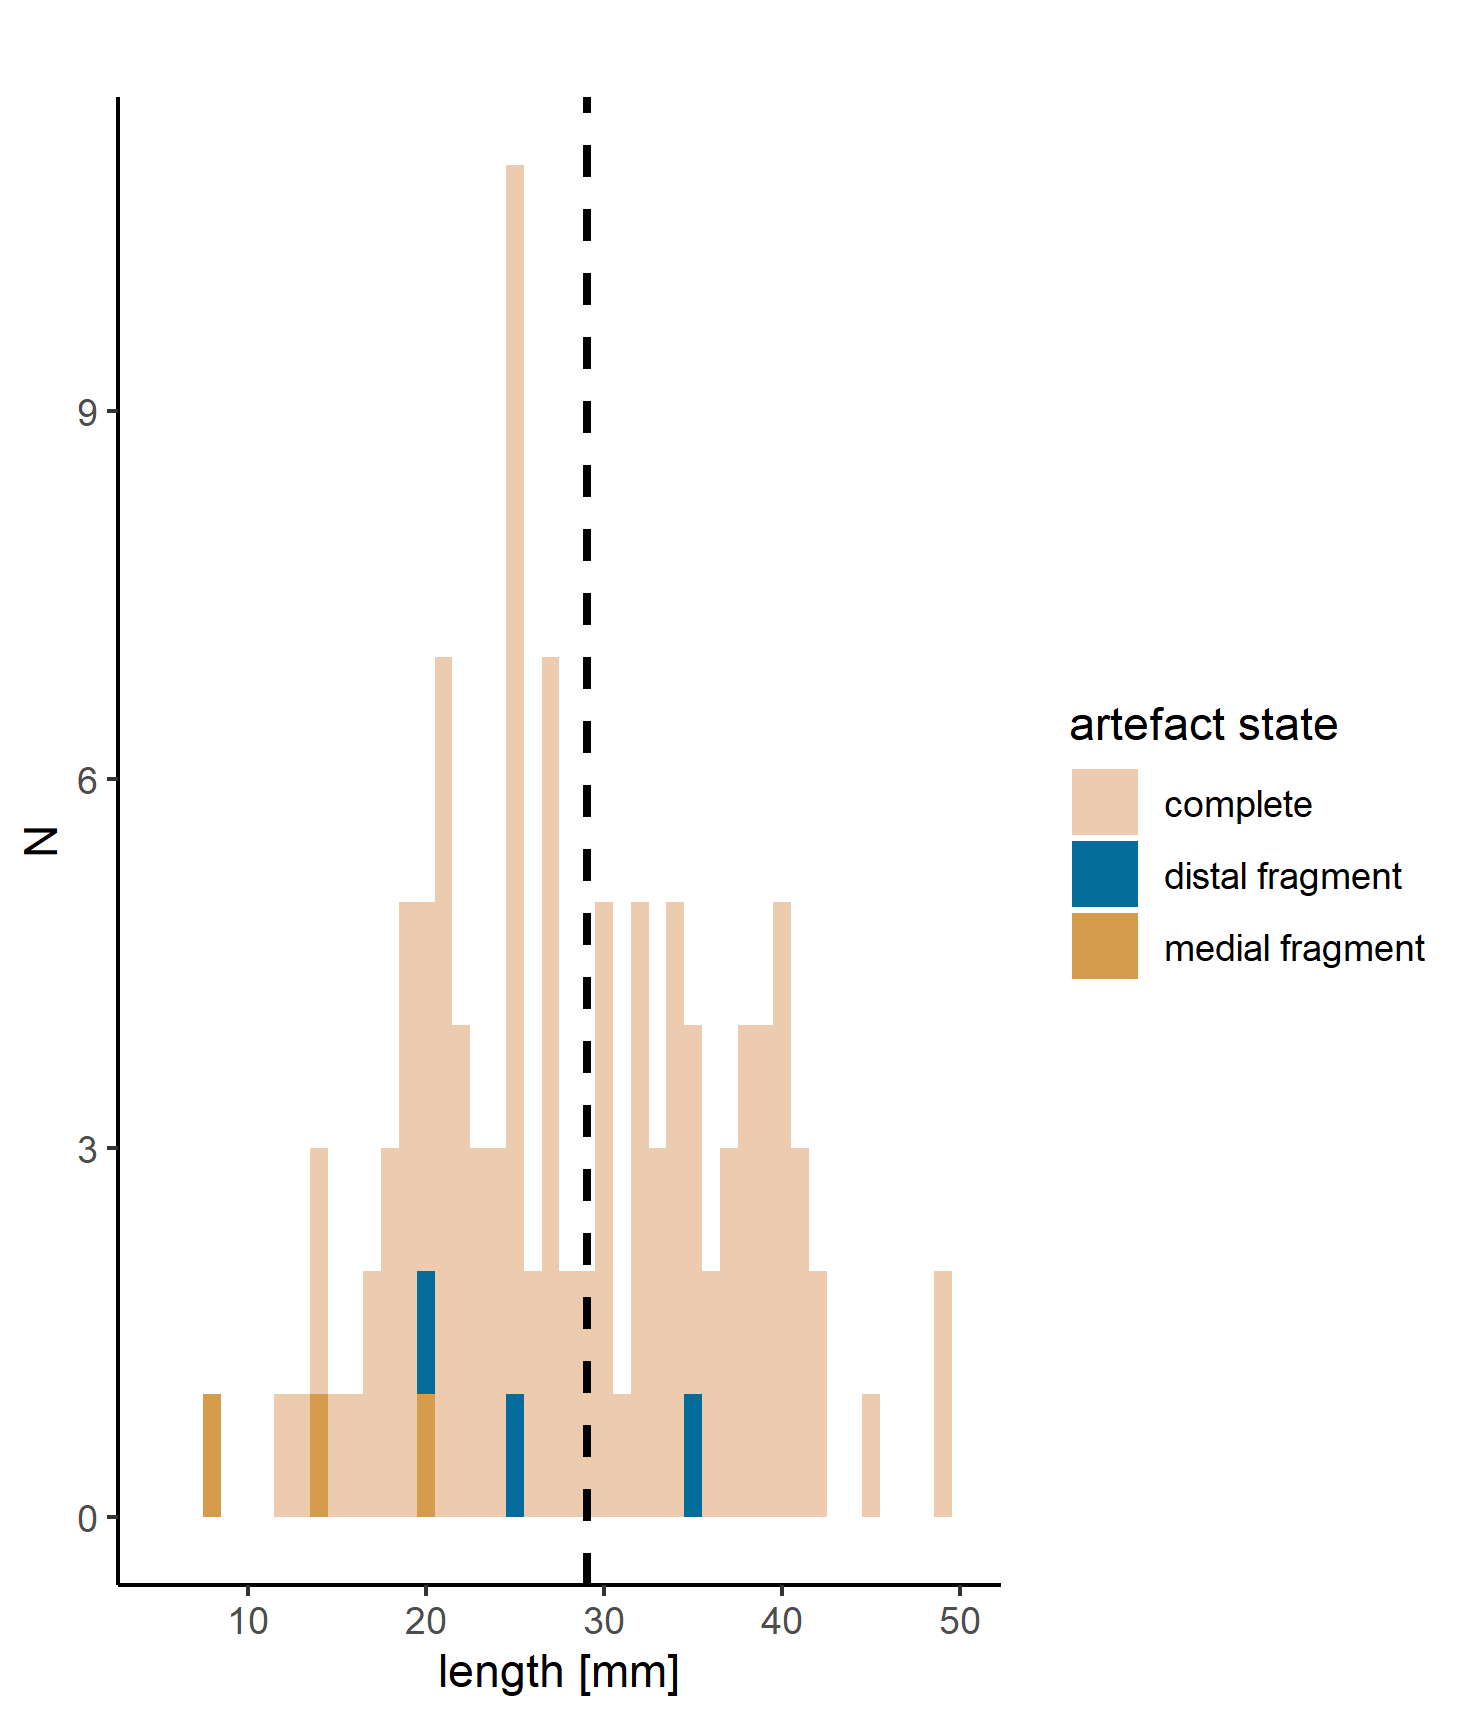 9
6
3
0
N
10 20 30 40 50
length [mm]
artefact state
complete
distal fragment
medial fragment